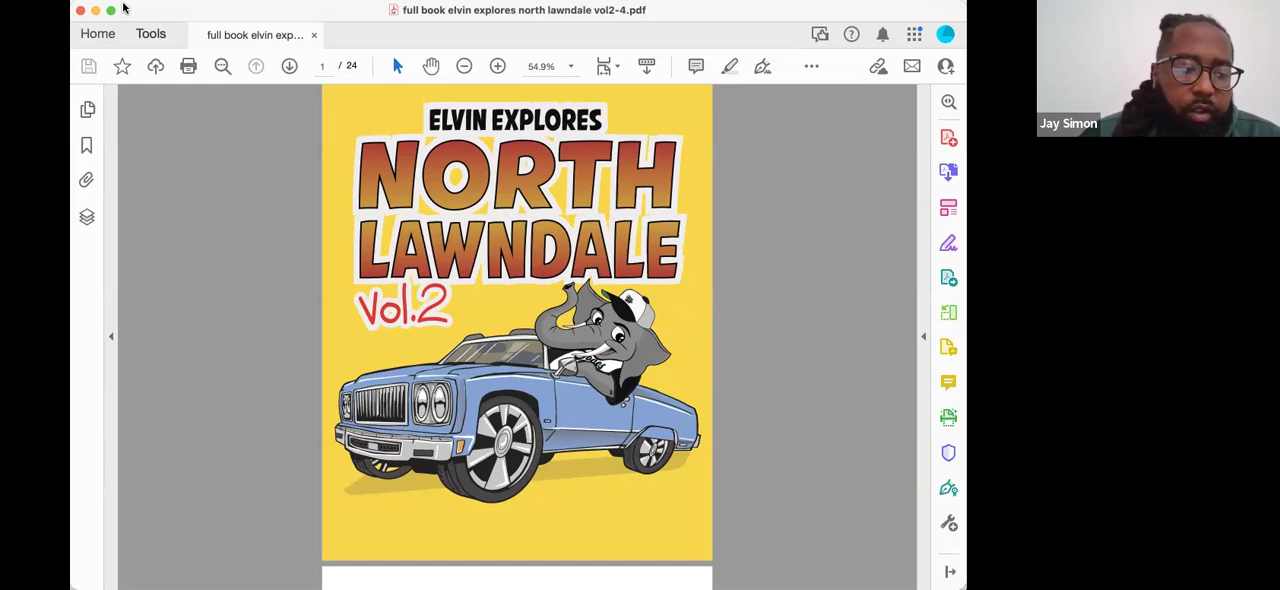 full book elvin explores north lawndale vol2-4.pdf
Home
Tools
full book elvin exp...
1 / 24
54.9%
ELVIN EXPLORES
NORTH
LAWNDALE
Vol.2
Jay Simon